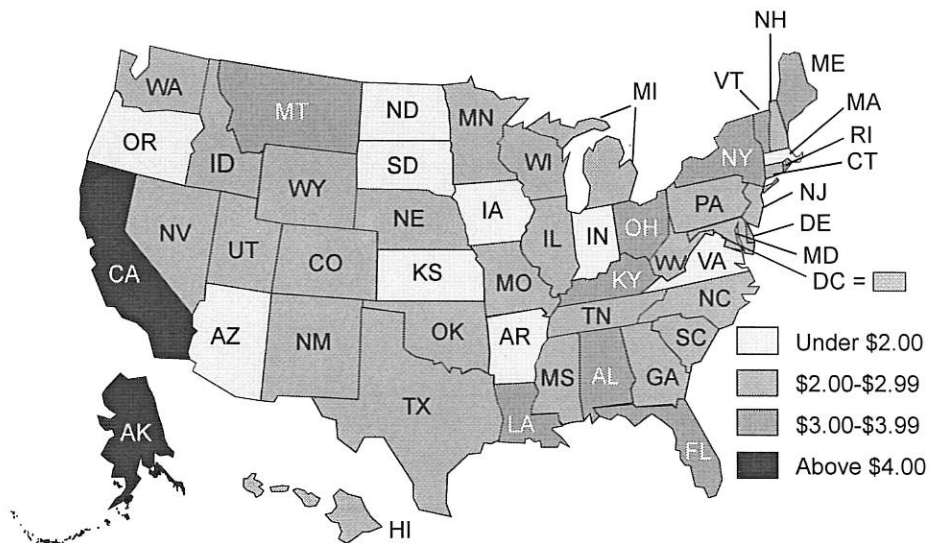 NH
ME
VT
MI
MA
RI
CT
NJ
DE
MD
DC =
WA
MT
ND
MN
OR
ID
SD
WI
NY
WY
IA
PA
NV
NE
IL
IN
OH
UT
CO
KS
MO
WV
VA
CA
KY
NC
AZ
NM
OK
AR
TN
SC
TX
LA
MS
AL
GA
FL
AK
HI
Under $2.00
$2.00-$2.99
$3.00-$3.99
Above $4.00